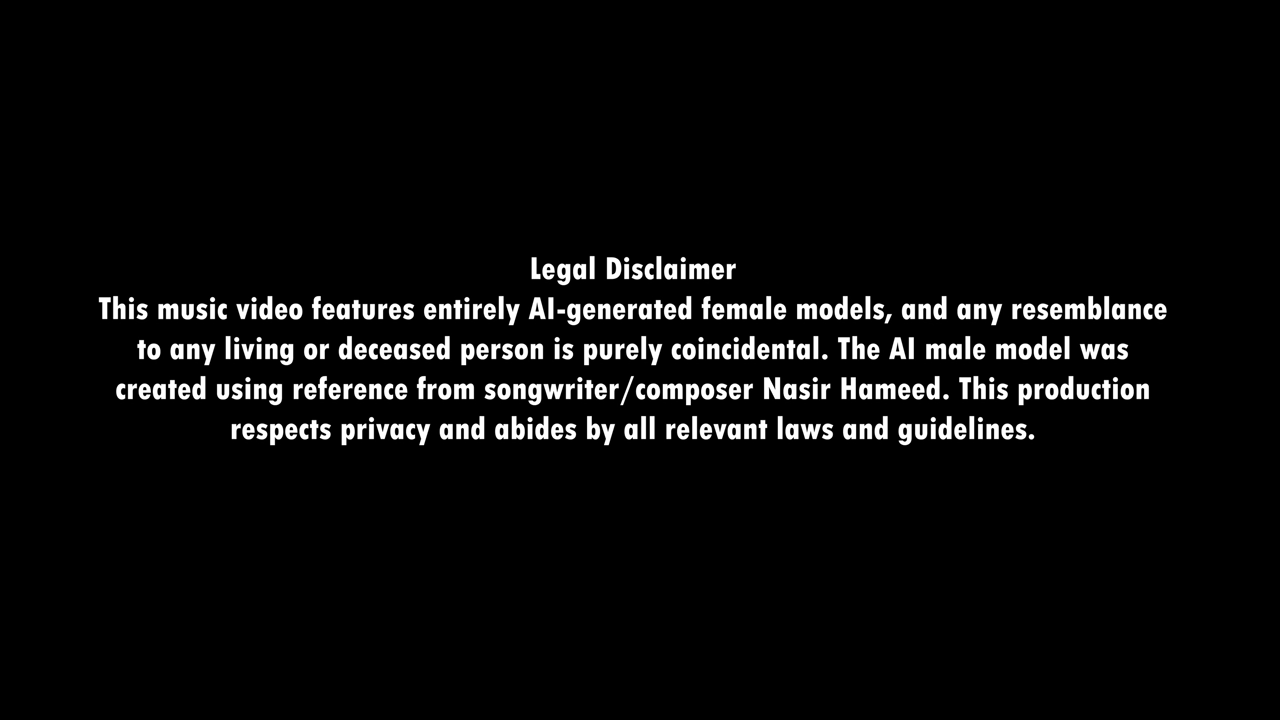 Legal Disclaimer
This music video features entirely AI-generated female models, and any resemblance
to any living or deceased person is purely coincidental. The AI male model was
created using reference from songwriter/composer Nasir Hameed. This production
respects privacy and abides by all relevant laws and guidelines.